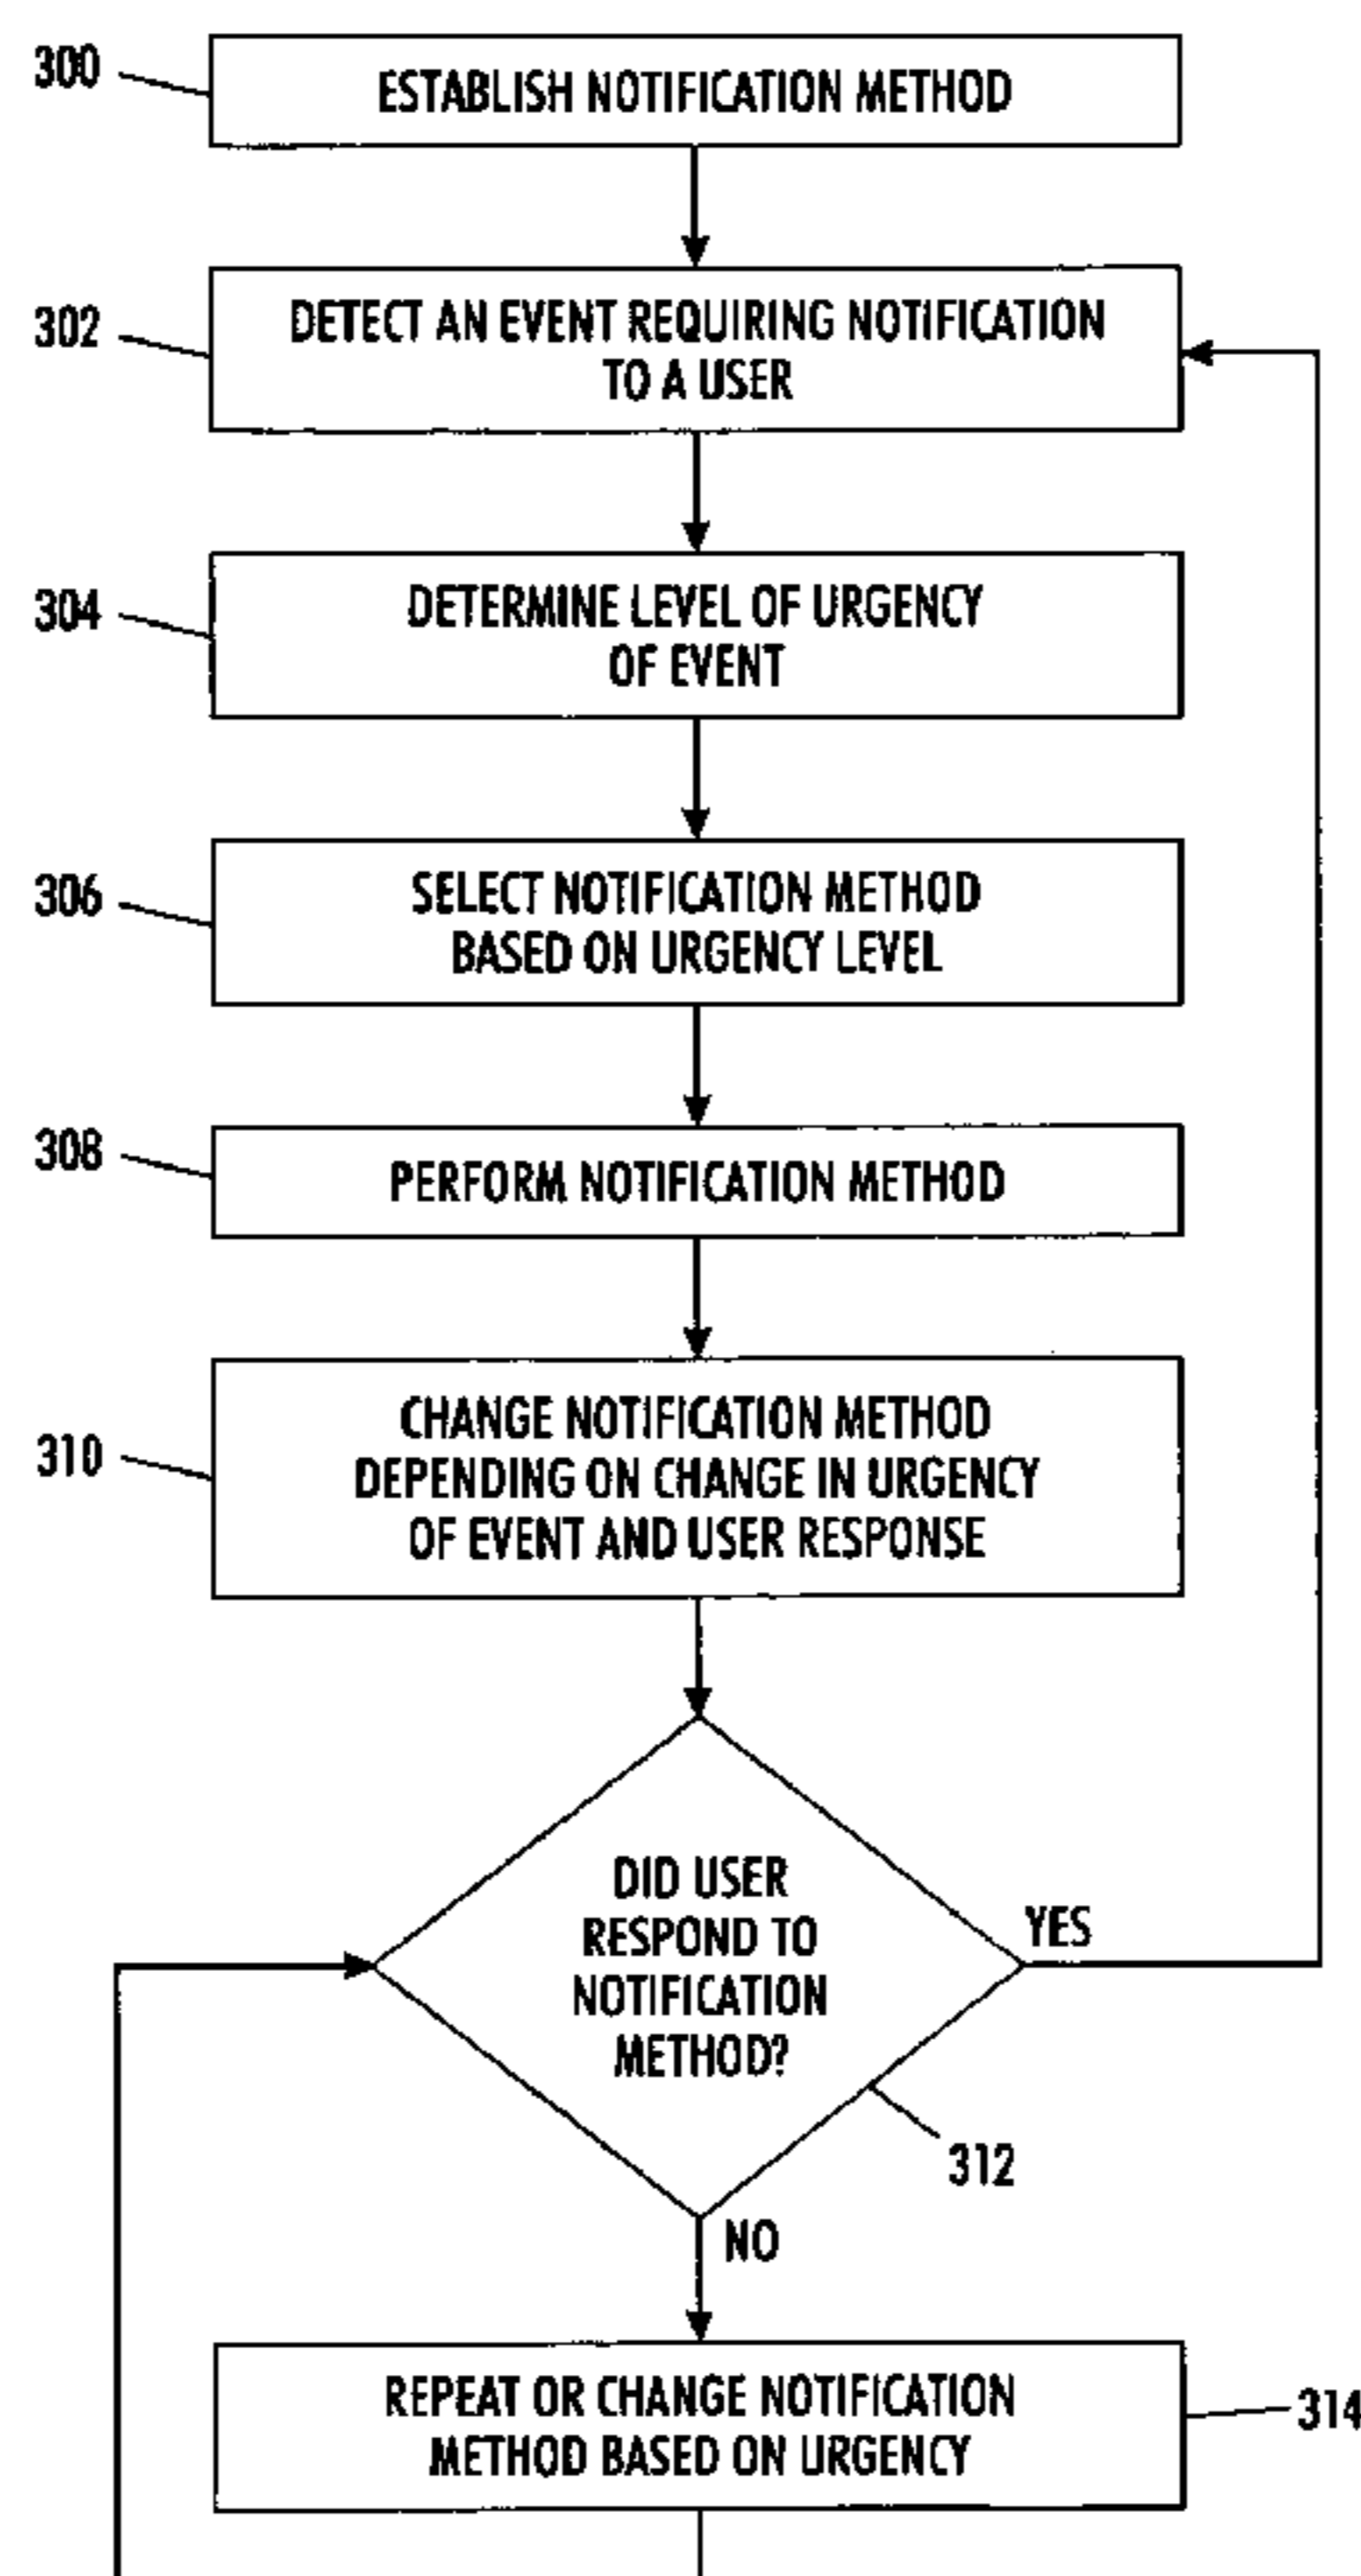 300
ESTABLISH NOTIFICATION METHOD
302
DETECT AN EVENT REQUIRING NOTIFICATION
TO A USER
304
DETERMINE LEVEL OF URGENCY
OF EVENT
306
SELECT NOTIFICATION METHOD
BASED ON URGENCY LEVEL
308
PERFORM NOTIFICATION METHOD
310
CHANGE NOTIFICATION METHOD
DEPENDING ON CHANGE IN URGENCY
OF EVENT AND USER RESPONSE
DID USER
RESPOND TO
NOTIFICATION
METHOD?
YES
312
NO
REPEAT OR CHANGE NOTIFICATION
METHOD BASED ON URGENCY
314